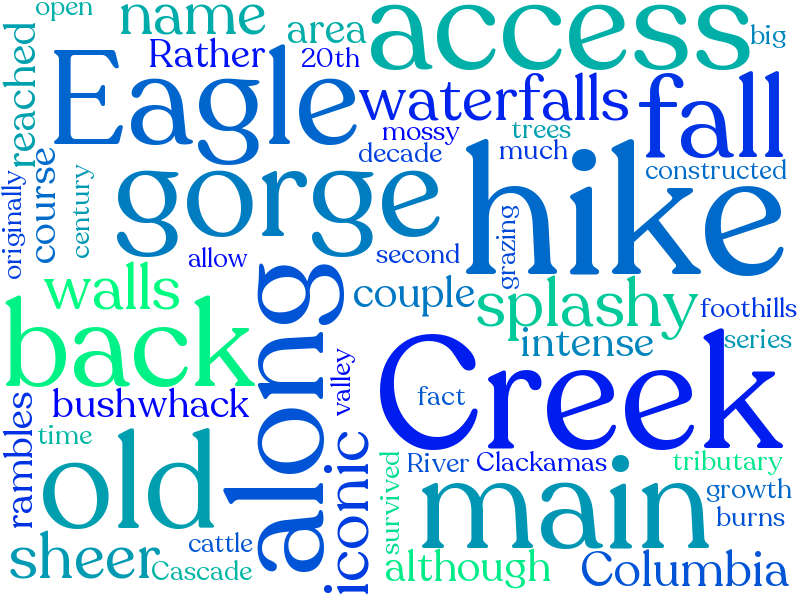 open
name
area
access
big
Rather
20th
reached
Eagle
waterfalls
fall
mossy
trees
decade
much
constructed
course
century
originally
gorge
hike
grazing
allow
second
walls
along
couple
splashy
foothills
back
intense
series
Creek
valley
bushwhack
fact
rambles
time
old
iconic
survived
River
Clackamas
tributary
main
growth
burns
sheer
cattle
Cascade
although
Columbia